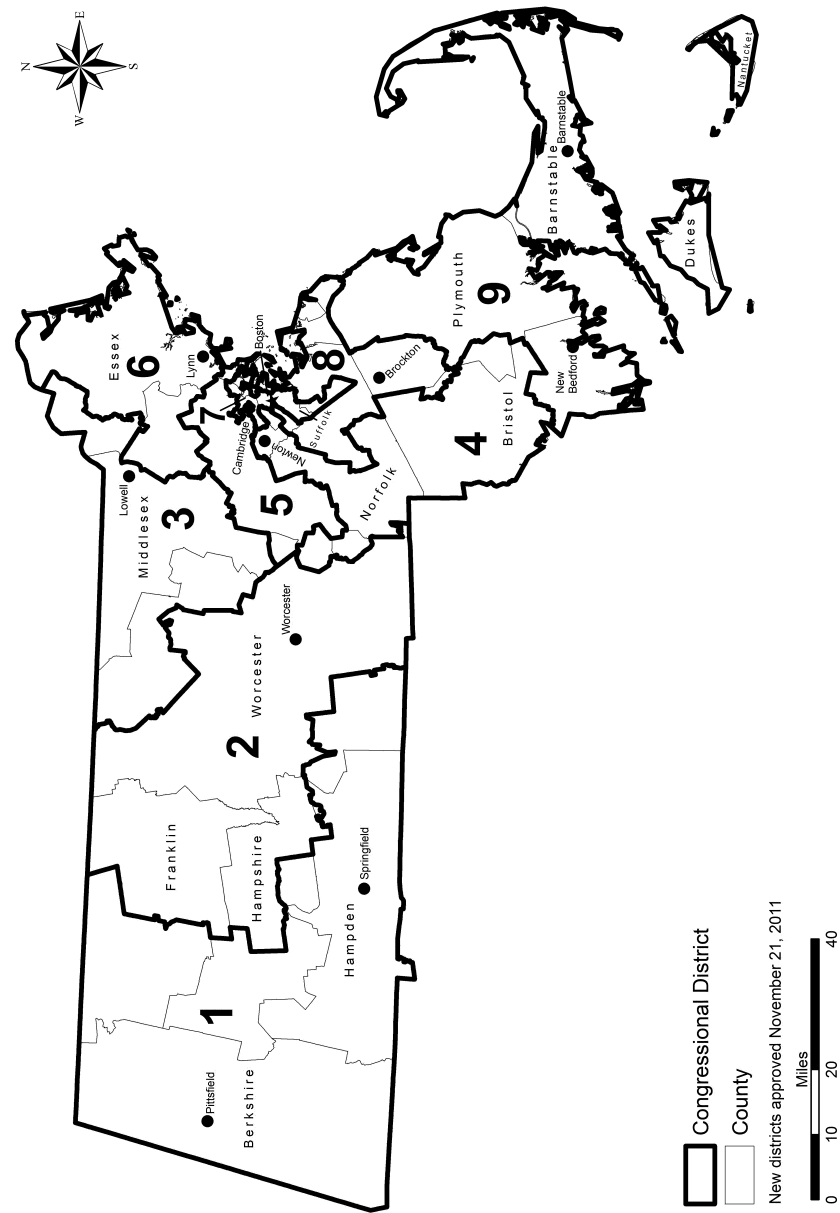 N
W
E
S
Berkshire
Pittsfield
1
Franklin
Hampshire
Hampden
Springfield
2
Worcester
Worcester
Middlesex
Lowell
3
5
Essex
6
Lynn
7
Cambridge
Newton
Boston
Suffolk
Norfolk
8
Brockton
4
Bristol
New
Bedford
Plymouth
9
Barnstable
Barnstable
Dukes
Nantucket
Congressional District
County
New districts approved November 21, 2011
Miles
0 10 20 40